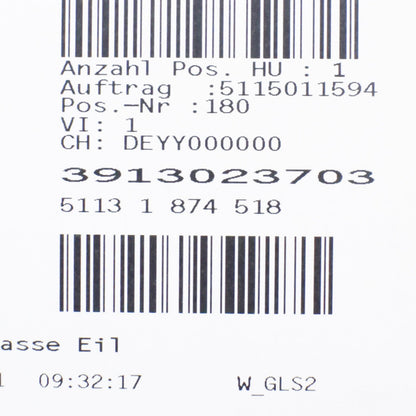 Anzahl Pos. HU : 1
Auftrag :5115011594
Pos.-Nr :180
VI: 1
CH: DEYY000000
3913023703
5113 1 874 518
asse Eil
1 09:32:17 W_GLS2